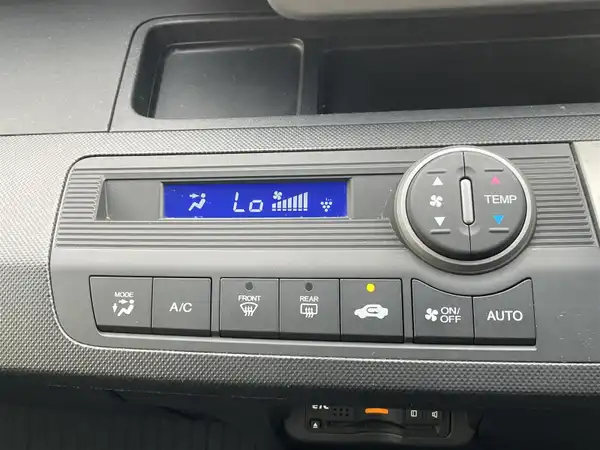 Lo
TEMP
MODE
A/C
FRONT
REAR
ON/
OFF
AUTO